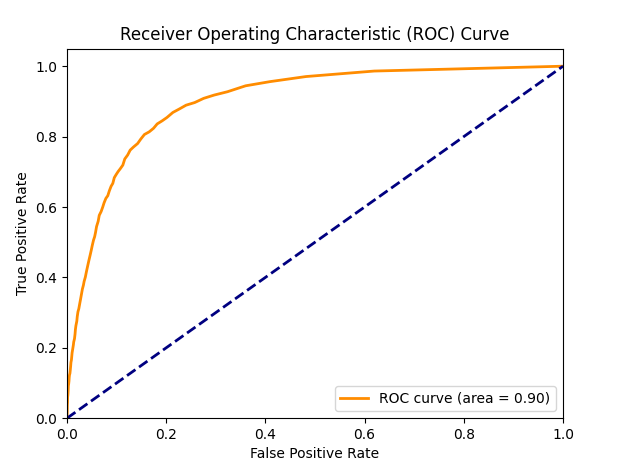 Receiver Operating Characteristic (ROC) Curve
1.0
0.8
0.6
0.4
0.2
0.0
True Positive Rate
ROC curve (area = 0.90)
0.0 0.2 0.4 0.6 0.8 1.0
False Positive Rate